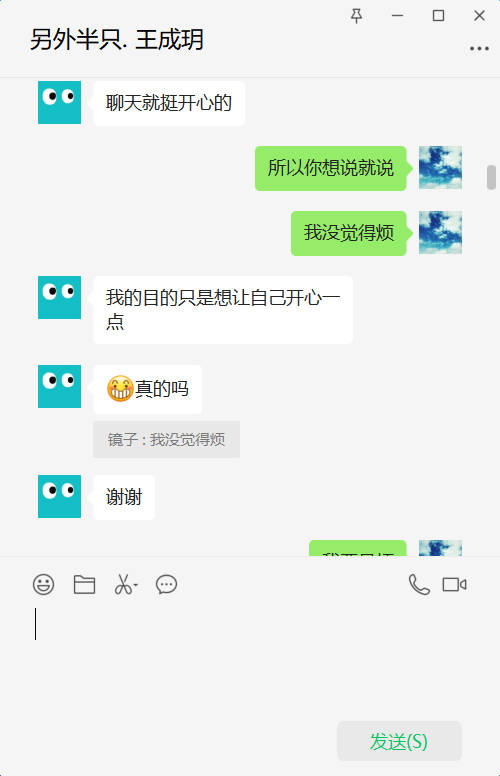 另外半只. 王成玥
聊天就挺开心的
所以你想说就说
我没觉得烦
我的目的只是想让自己开心一
点
😁真的吗
镜子 : 我没觉得烦
谢谢
发送(S)